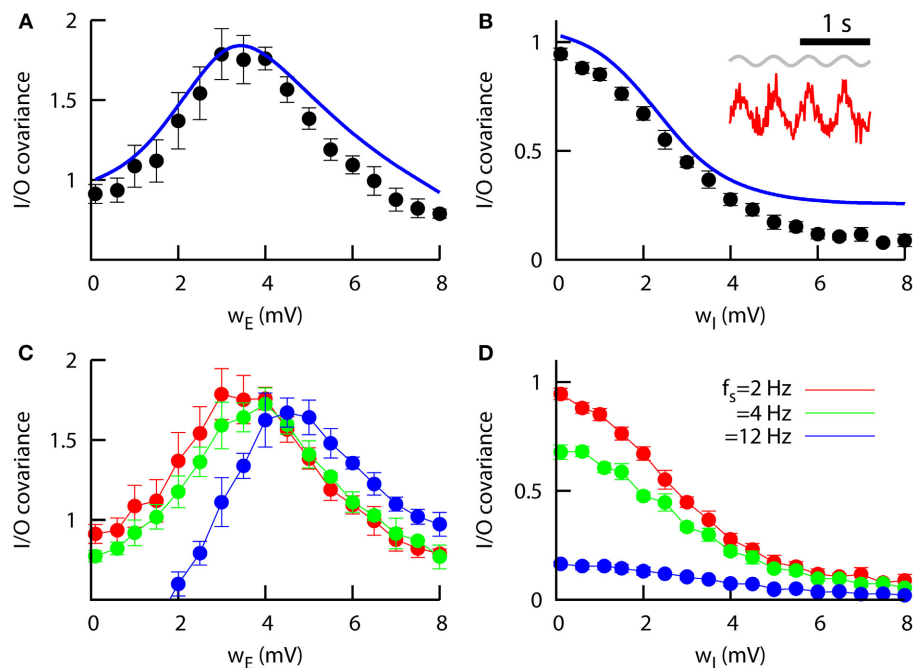 A
2
1.5
1
I/O covariance
0 2 4 6 8
w_E (mV)
B
1
0.5
0
I/O covariance
1 s
0 2 4 6 8
w_I (mV)
C
2
1.5
1
I/O covariance
0 2 4 6 8
w_E (mV)
D
1
0.5
0
I/O covariance
f_s=2 Hz
=4 Hz
=12 Hz
0 2 4 6 8
w_I (mV)